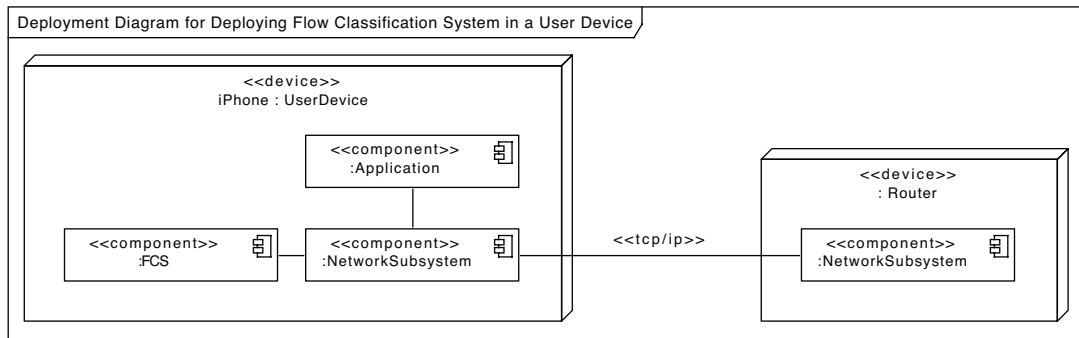 Deployment Diagram for Deploying Flow Classification System in a User Device
<<device>>
iPhone : UserDevice
<<component>>
:Application
<<component>>
:FCS
<<component>>
:NetworkSubsystem
<<tcp/ip>>
<<device>>
: Router
<<component>>
:NetworkSubsystem